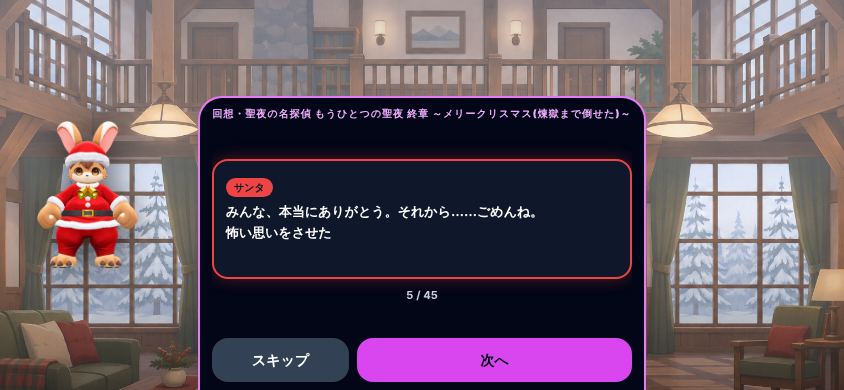 回想・聖夜の名探偵 もうひとつの聖夜 終章 ～メリークリスマス(煉獄まで倒せた)～
サンタ
みんな、本当にありがとう。それから……ごめんね。
怖い思いをさせた
5 / 45
スキップ
次へ